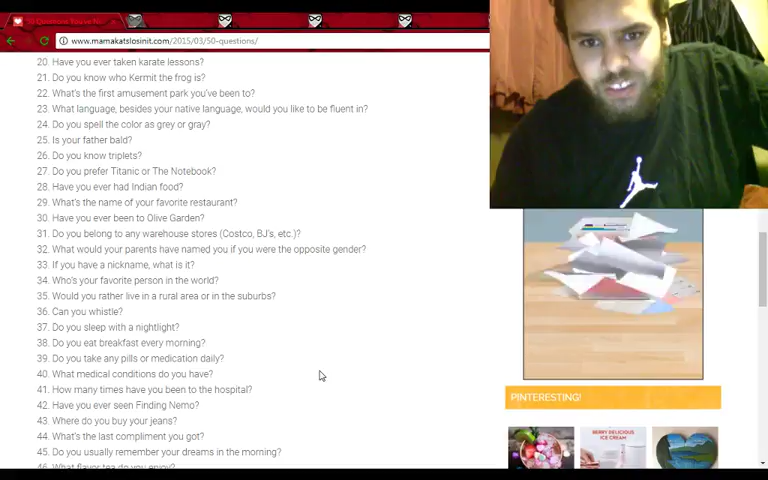 www.mamakatslosinit.com/2015/03/50-questions/
20. Have you ever taken karate lessons?
21. Do you know who Kermit the frog is?
22. What's the first amusement park you've been to?
23. What language, besides your native language, would you like to be fluent in?
24. Do you spell the color as grey or gray?
25. Is your father bald?
26. Do you know triplets?
27. Do you prefer Titanic or The Notebook?
28. Have you ever had Indian food?
29. What's the name of your favorite restaurant?
30. Have you ever been to Olive Garden?
31. Do you belong to any warehouse stores (Costco, BJ's, etc.)?
32. What would your parents have named you if you were the opposite gender?
33. If you have a nickname, what is it?
34. Who's your favorite person in the world?
35. Would you rather live in a rural area or in the suburbs?
36. Can you whistle?
37. Do you sleep with a nightlight?
38. Do you eat breakfast every morning?
39. Do you take any pills or medication daily?
40. What medical conditions do you have?
41. How many times have you been to the hospital?
42. Have you ever seen Finding Nemo?
43. Where do you buy your jeans?
44. What's the last compliment you got?
45. Do you usually remember your dreams in the morning?
46. What flavor tea do you enjoy?
PINTERESTING!
BERRY DELICIOUS
ICE CREAM